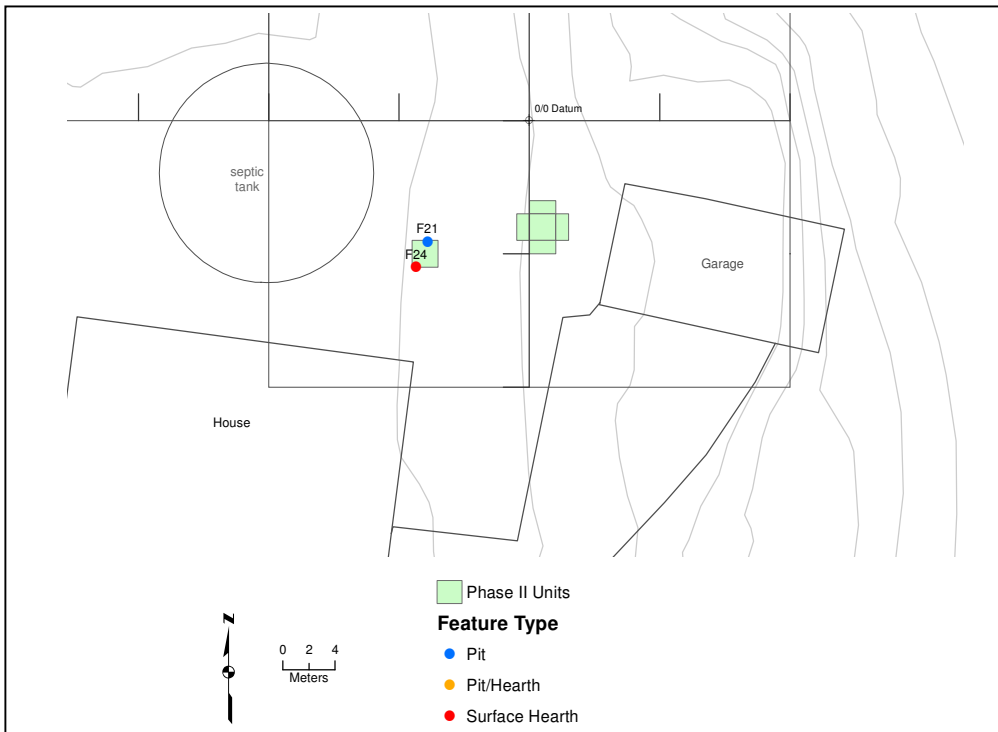 0/0 Datum
septic
tank
F21
F24
Garage
House
Phase II Units
Feature Type
Pit
Pit/Hearth
Surface Hearth
N
0 2 4
Meters